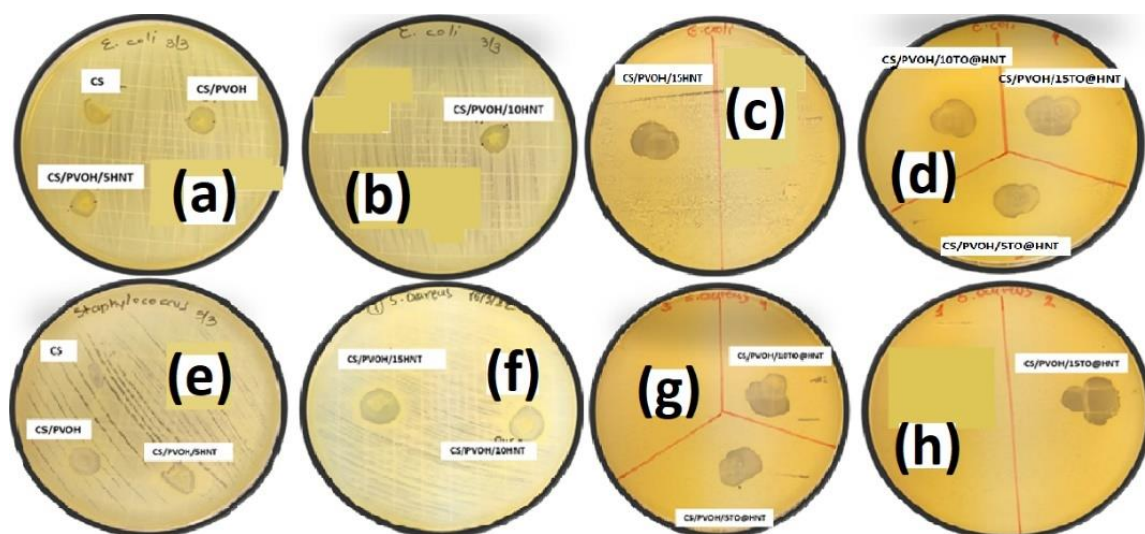 E. coli 3/3
CS
CS/PVOH
CS/PVOH/5HNT
(a)
E. coli
3/3
CS/PVOH/10HNT
(b)
E.coli
CS/PVOH/15HNT
(c)
E.coli
CS/PVOH/10TO@HNT
CS/PVOH/15TO@HNT
(d)
CS/PVOH/5TO@HNT
Staphylococcus
3/3
CS
(e)
CS/PVOH
CS/PVOH/5HNT
S. aureus
CS/PVOH/15HNT
(f)
CS/PVOH/10HNT
S. aureus
CS/PVOH/10TO@HNT
(g)
CS/PVOH/5TO@HNT
S. aureus 2
CS/PVOH/15TO@HNT
(h)